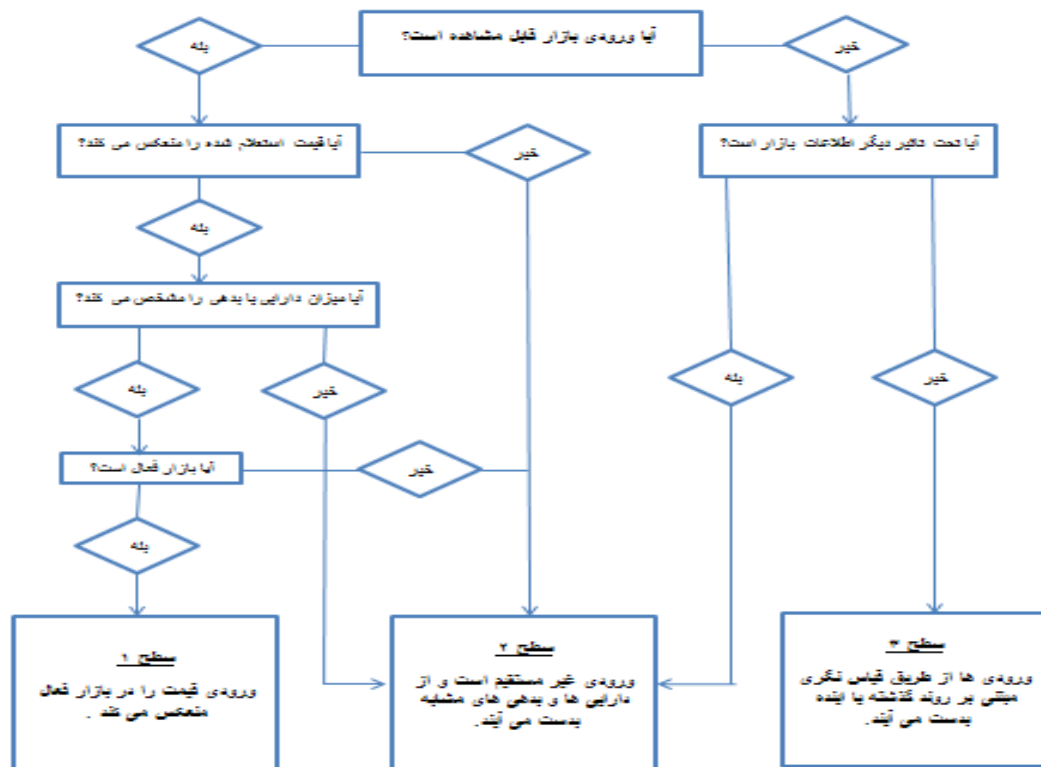 آیا ورودی بازار قابل مشاهده است؟
بله
خیر
آیا قیمت استعلام شده را منعکس می کند؟
خیر
آیا تحت تاثیر دیگر اطلاعات بازار است؟
بله
آیا میزان دارایی یا بدهی را مشخص می کند؟
بله
خیر
بله
خیر
آیا بازار فعال است؟
خیر
بله
سطح ۱
ورودی قیمت را در بازار فعال
منعکس می کند .
سطح ۲
ورودی غیر مستقیم است و از
دارایی ها و بدهی های مشابه
بدست می آیند.
سطح ۳
ورودی ها از طریق قیاس نگری
مبتنی بر روند گذشته یا اینده
بدست می آیند.